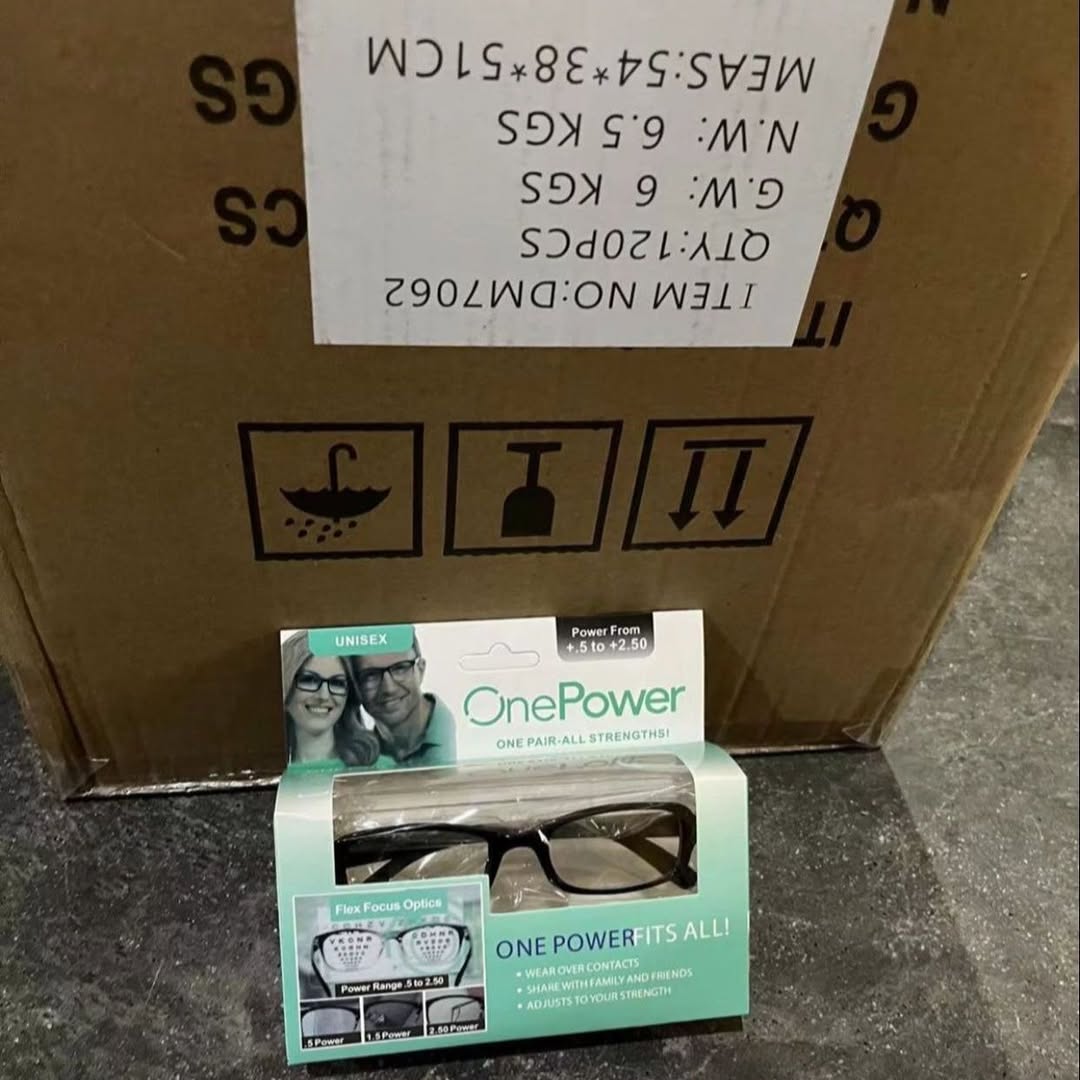 MEAS:54*38*51CM
N.W: 6.5 KGS
G.W: 6 KGS
QTY:120PCS
ITEM NO:DM7062
GS
CS
G
Q
IT
UNISEX
Power From
+.5 to +2.50
OnePower
ONE PAIR-ALL STRENGTHS!
Flex Focus Optics
Power Range .5 to 2.50
.5 Power
1.5 Power
2.50 Power
ONE POWERFITS ALL!
• WEAR OVER CONTACTS
• SHARE WITH FAMILY AND FRIENDS
• ADJUSTS TO YOUR STRENGTH